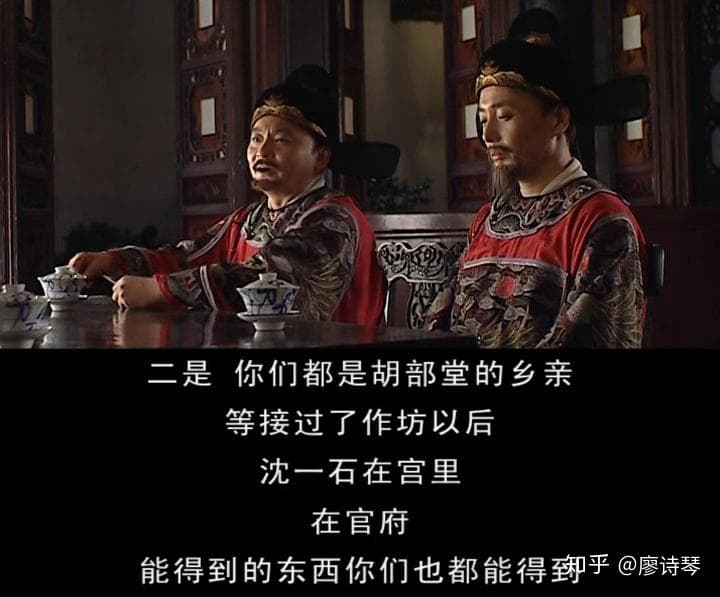 二是 你们都是胡部堂的乡亲
等接过了作坊以后
沈一石在宫里
在官府
能得到的东西你们也都能得到
知乎 @廖诗琴